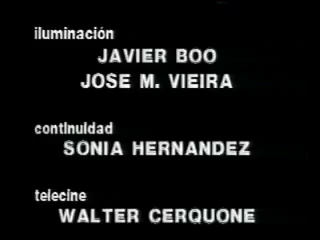 iluminación
JAVIER BOO
JOSE M. VIEIRA
continuidad
SONIA HERNANDEZ
telecine
WALTER CERQUONE